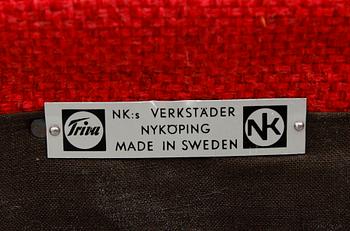 Triva
NK:s VERKSTÄDER
NYKÖPING
MADE IN SWEDEN
NK